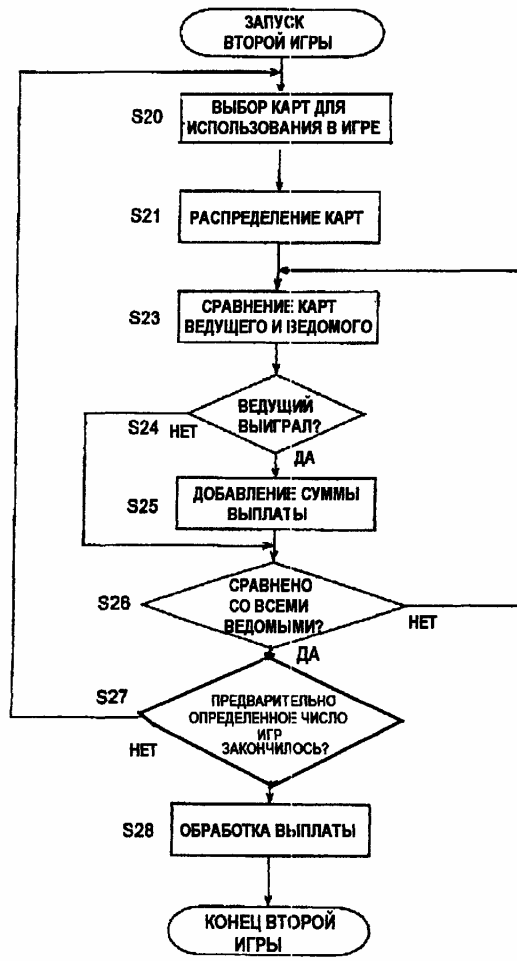 ЗАПУСК
ВТОРОЙ ИГРЫ
S20
ВЫБОР КАРТ ДЛЯ
ИСПОЛЬЗОВАНИЯ В ИГРЕ
S21
РАСПРЕДЕЛЕНИЕ КАРТ
S23
СРАВНЕНИЕ КАРТ
ВЕДУЩЕГО И ВЕДОМОГО
S24
НЕТ
ВЕДУЩИЙ
ВЫИГРАЛ?
ДА
S25
ДОБАВЛЕНИЕ СУММЫ
ВЫПЛАТЫ
S26
СРАВНЕНО
СО ВСЕМИ
ВЕДОМЫМИ?
НЕТ
ДА
S27
ПРЕДВАРИТЕЛЬНО
ОПРЕДЕЛЕННОЕ ЧИСЛО
ИГР
ЗАКОНЧИЛОСЬ?
НЕТ
S28
ОБРАБОТКА ВЫПЛАТЫ
КОНЕЦ ВТОРОЙ
ИГРЫ